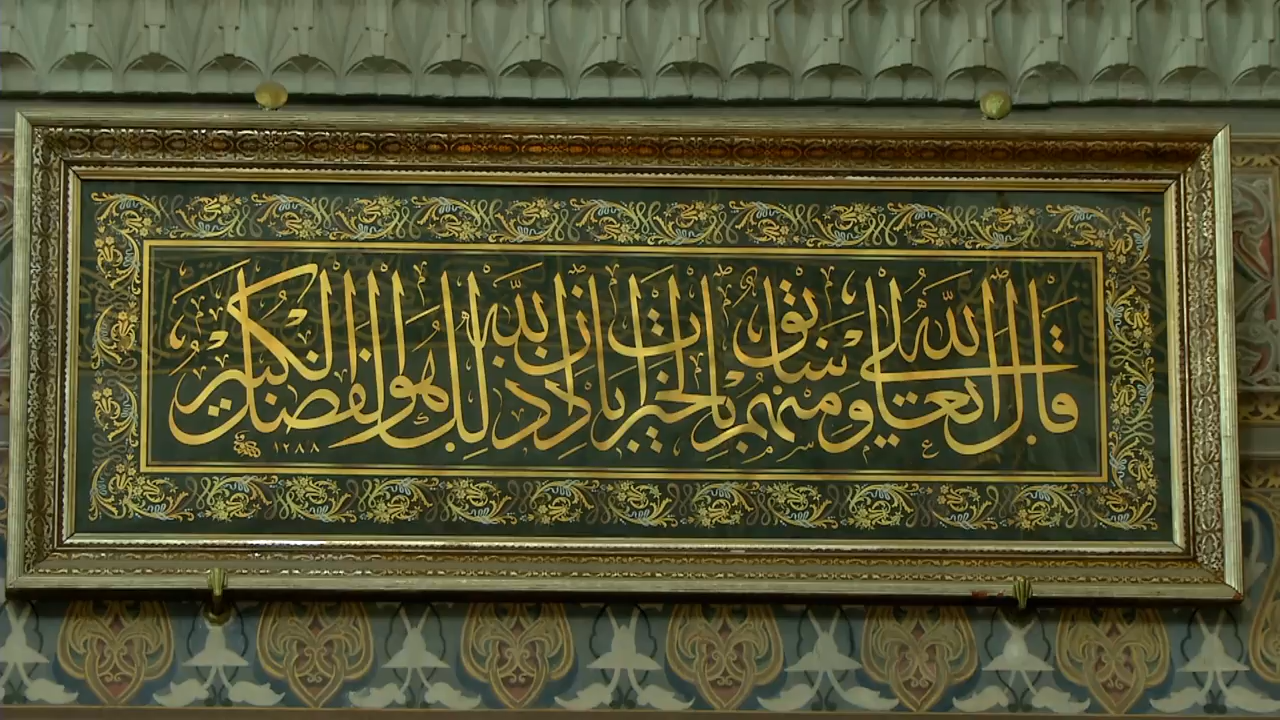 قال الله تعالى ومنهم سابق بالخيرات باذن الله ذلك هو الفضل الكبير
١٢٨٨